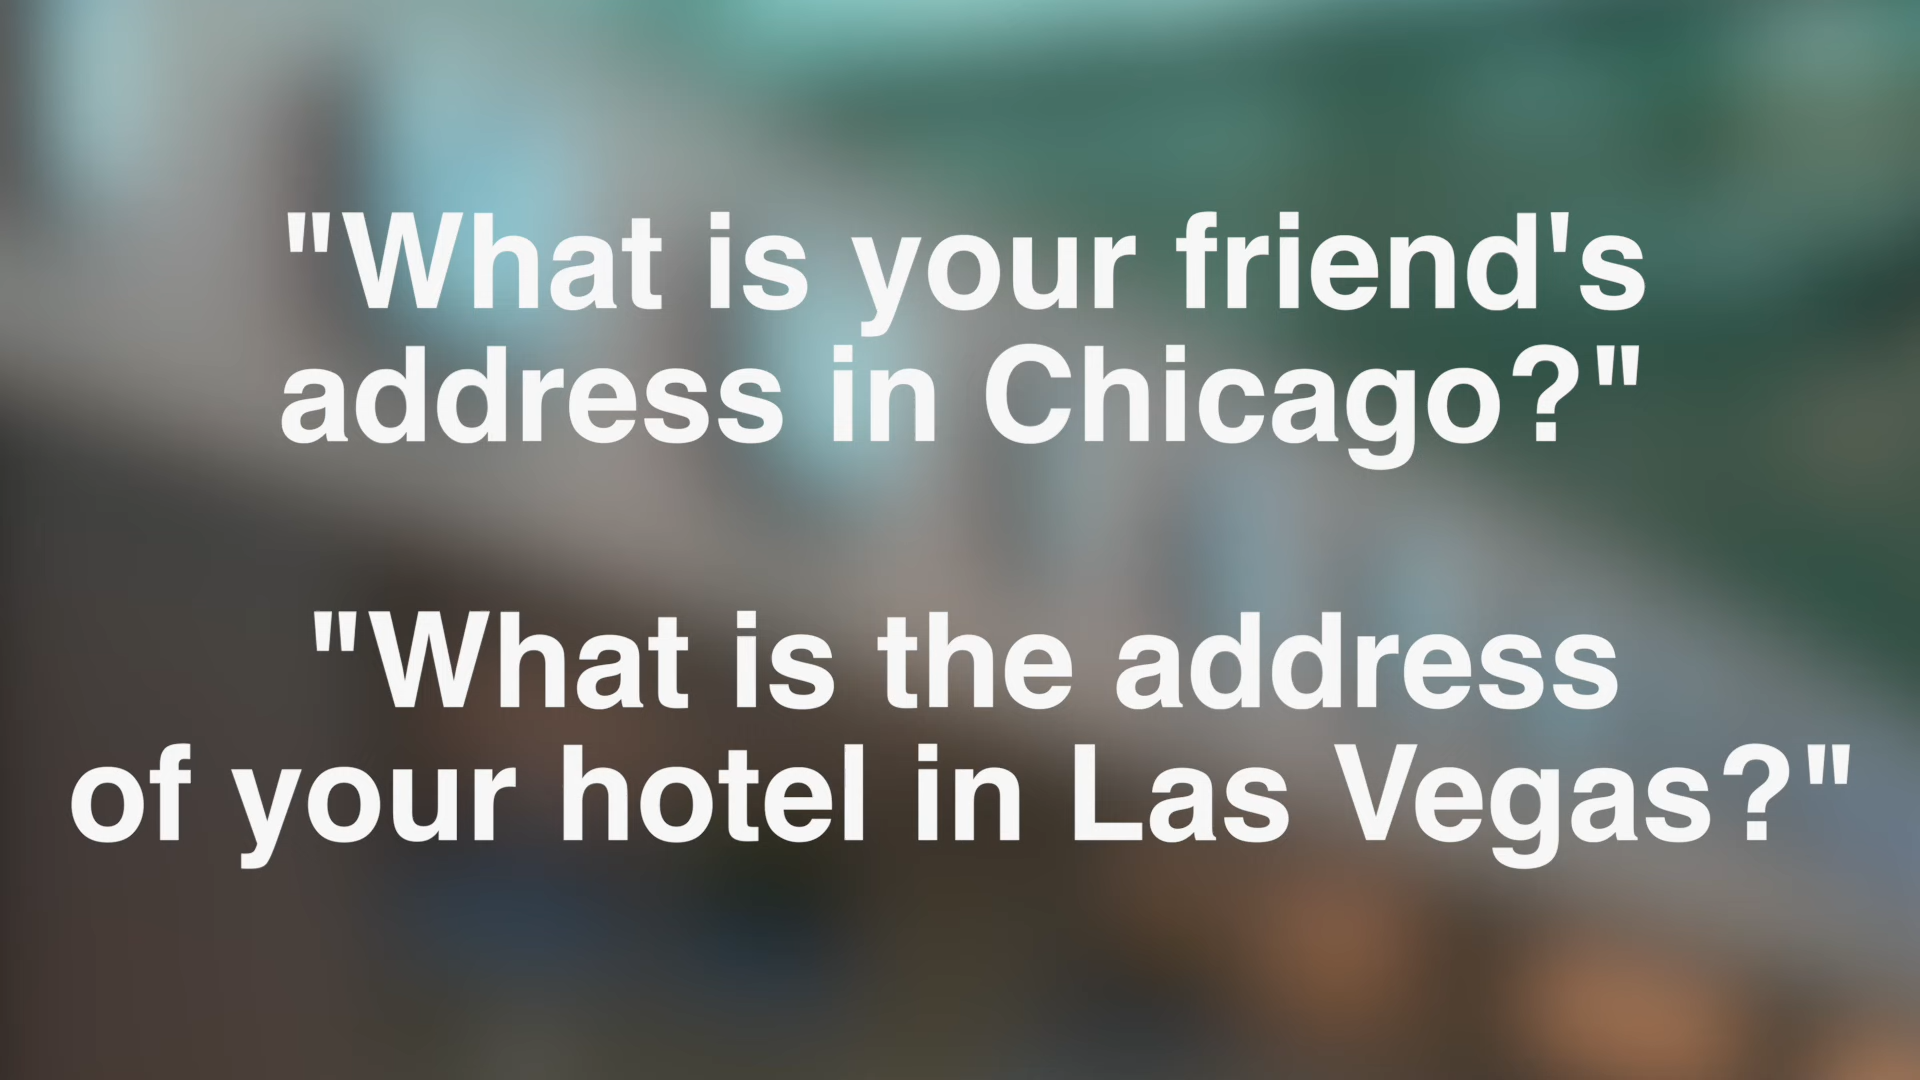 "What is your friend's
address in Chicago?"
"What is the address
of your hotel in Las Vegas?"